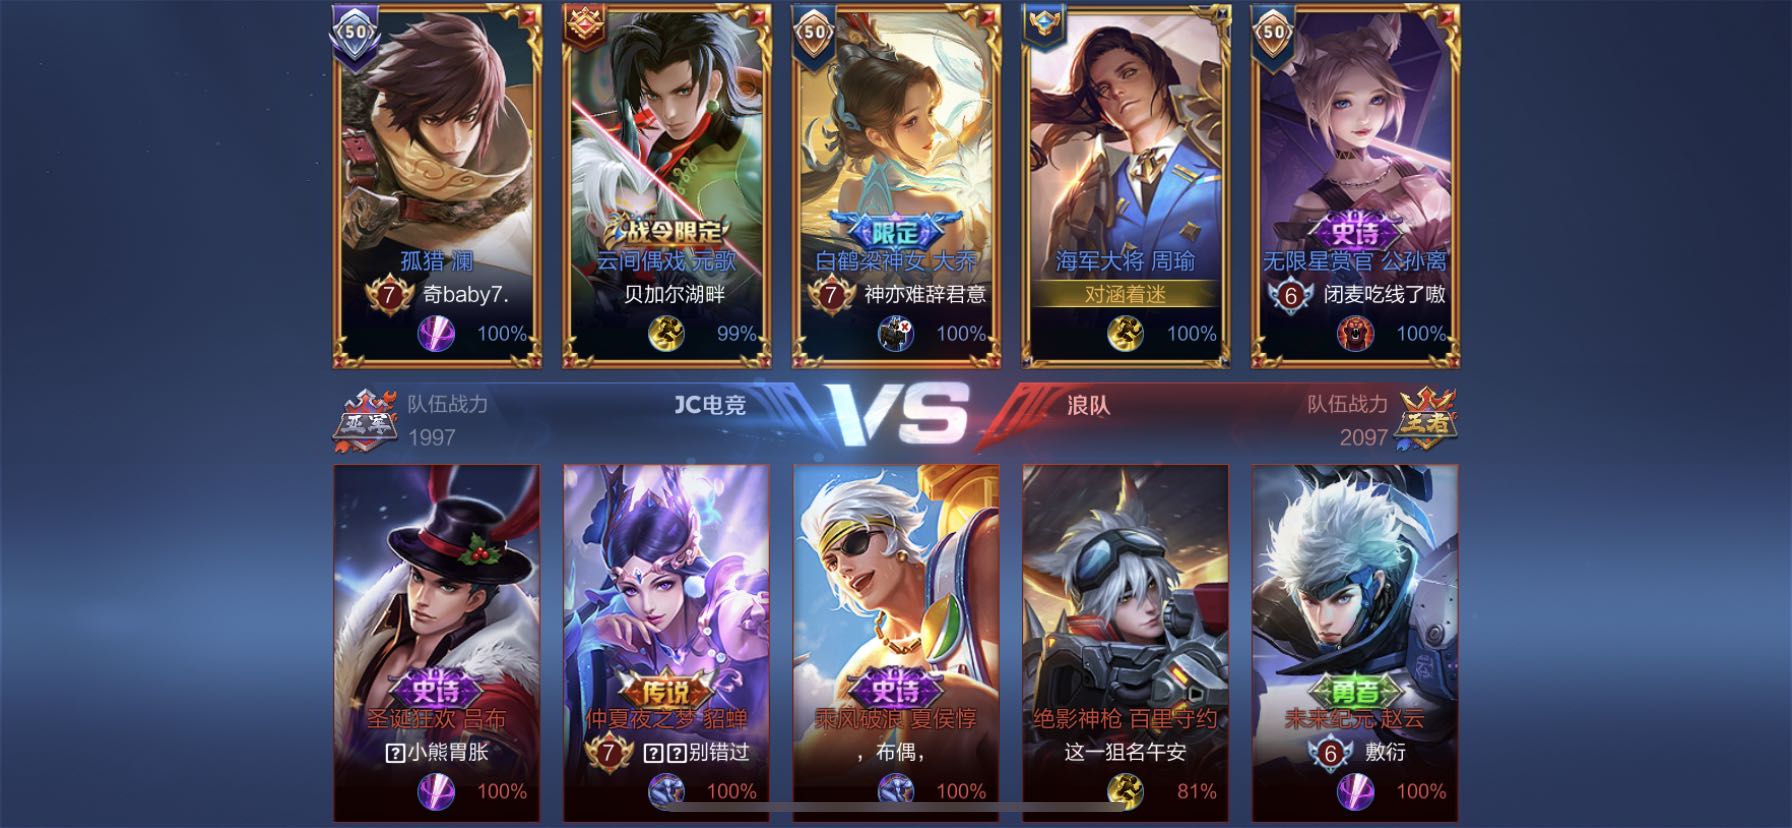 50
50
50
战令限定
限定
史诗
孤猎 澜
云间偶戏 元歌
白鹤梁神女 大乔
海军大将 周瑜
无限星赏官 公孙离
7 奇baby7.
贝加尔湖畔
7 神亦难辞君意
对涵着迷
6 闭麦吃线了嗷
100%
99%
100%
100%
100%
亚军
队伍战力
1997
JC电竞
VS
浪队
队伍战力
2097
王者
史诗
传说
史诗
勇者
圣诞狂欢 吕布
仲夏夜之梦 貂蝉
乘风破浪 夏侯惇
绝影神枪 百里守约
未来纪元 赵云
?小熊胃胀
7 ??别错过
，布偶，
这一狙名午安
6 敷衍
100%
100%
100%
81%
100%